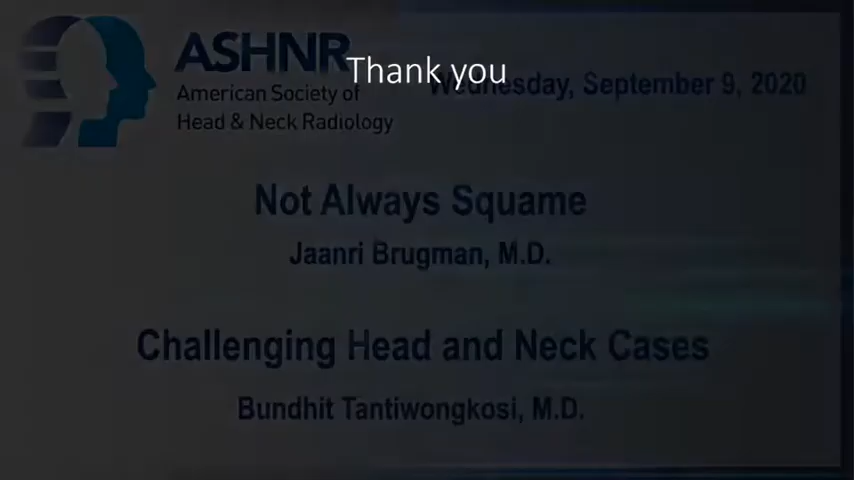 ASHNR
Thank you
American Society of
Head & Neck Radiology
Wednesday, September 9, 2020
Not Always Squame
Jaanri Brugman, M.D.
Challenging Head and Neck Cases
Bundhit Tantiwongkosi, M.D.